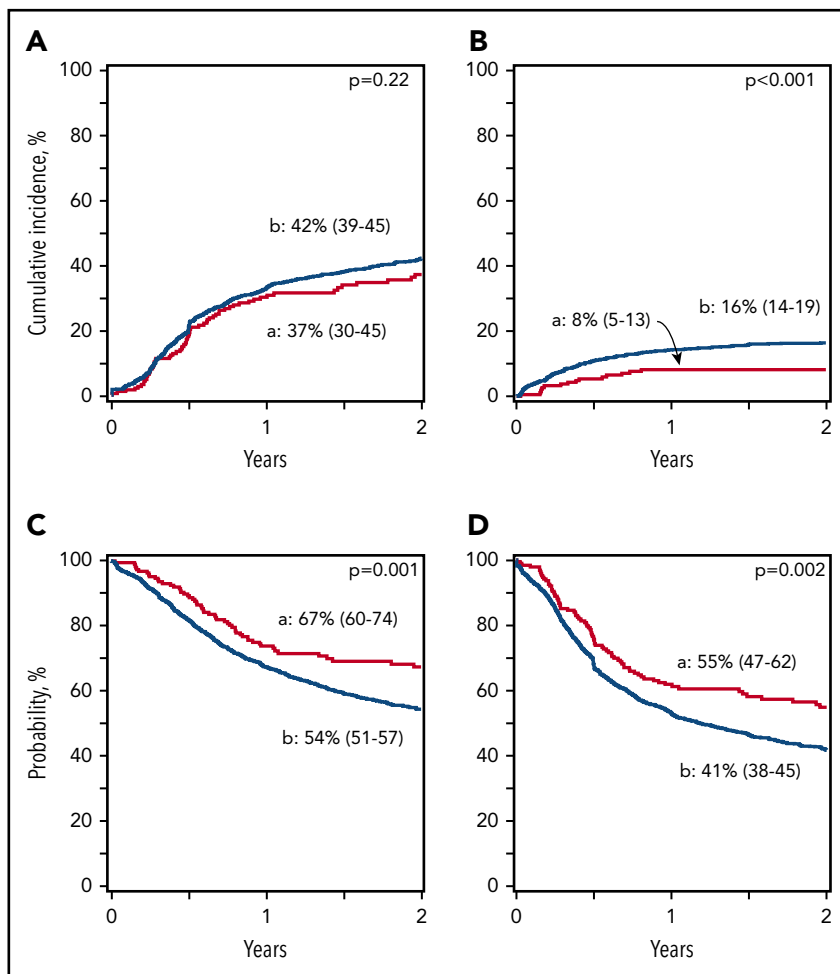 A
p=0.22
Cumulative incidence, %
100
80
60
40
20
0
b: 42% (39-45)
a: 37% (30-45)
0
1
2
Years
B
p<0.001
100
80
60
40
20
0
a: 8% (5-13)
b: 16% (14-19)
0
1
2
Years
C
p=0.001
Probability, %
100
80
60
40
20
0
a: 67% (60-74)
b: 54% (51-57)
0
1
2
Years
D
p=0.002
100
80
60
40
20
0
a: 55% (47-62)
b: 41% (38-45)
0
1
2
Years